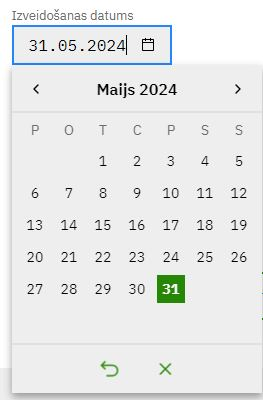 Izveidošanas datums
31.05.2024
Maijs 2024
P O T C P S S
1 2 3 4 5
6 7 8 9 10 11 12
13 14 15 16 17 18 19
20 21 22 23 24 25 26
27 28 29 30 31